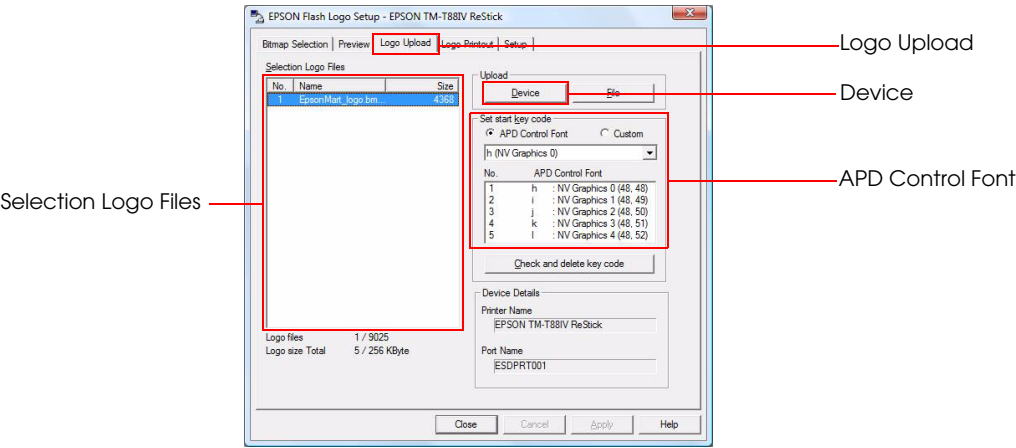 EPSON Flash Logo Setup - EPSON TM-T88IV ReStick
Bitmap Selection Preview Logo Upload Logo Printout Setup
Logo Upload
Selection Logo Files
No. Name Size
1 EpsonMart_logo.bm... 4368
Upload
Device File
Device
Set start key code
APD Control Font Custom
h (NV Graphics 0)
No. APD Control Font
1 h : NV Graphics 0 (48, 48)
2 i : NV Graphics 1 (48, 49)
3 j : NV Graphics 2 (48, 50)
4 k : NV Graphics 3 (48, 51)
5 l : NV Graphics 4 (48, 52)
APD Control Font
Selection Logo Files
Check and delete key code
Device Details
Printer Name
EPSON TM-T88IV ReStick
Port Name
ESDPRT001
Logo files 1 / 9025
Logo size Total 5 / 256 KByte
Close Cancel Apply Help